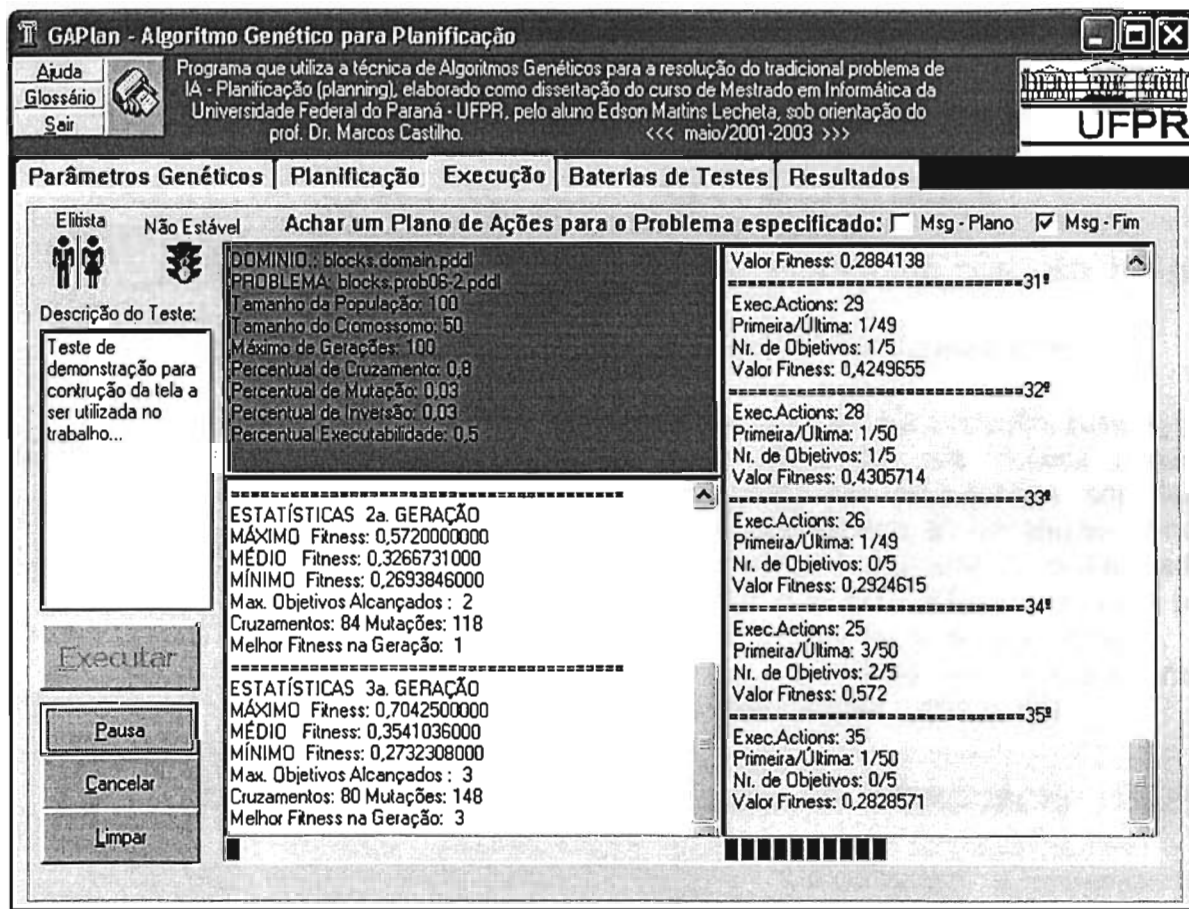 GAPlan - Algoritmo Genético para Planificação
Ajuda
Glossário
Sair
Programa que utiliza a técnica de Algoritmos Genéticos para a resolução do tradicional problema de
IA - Planificação (planning), elaborado como dissertação do curso de Mestrado em Informática da
Universidade Federal do Paraná - UFPR, pelo aluno Edson Martins Lecheta, sob orientação do
prof. Dr. Marcos Castilho. <<< maio/2001-2003 >>>
UFPR
Parâmetros Genéticos Planificação Execução Baterias de Testes Resultados
Elitista
Não Estável
Achar um Plano de Ações para o Problema especificado: Msg - Plano Msg - Fim
Descrição do Teste:
Teste de
demonstração para
contrução da tela a
ser utilizada no
trabalho...
Executar
Pausa
Cancelar
Limpar
DOMINIO.: blocks.domain.pddl
PROBLEMA: blocks.prob06-2.pddl
Tamanho da População: 100
Tamanho do Cromossomo: 50
Máximo de Gerações: 100
Percentual de Cruzamento: 0,8
Percentual de Mutação: 0,03
Percentual de Inversão: 0,03
Percentual Executabilidade: 0,5
========================================
ESTATÍSTICAS 2a. GERAÇÃO
MÁXIMO Fitness: 0,5720000000
MÉDIO Fitness: 0,3266731000
MÍNIMO Fitness: 0,2693846000
Max. Objetivos Alcançados : 2
Cruzamentos: 84 Mutações: 118
Melhor Fitness na Geração: 1
========================================
ESTATÍSTICAS 3a. GERAÇÃO
MÁXIMO Fitness: 0,7042500000
MÉDIO Fitness: 0,3541036000
MÍNIMO Fitness: 0,2732308000
Max. Objetivos Alcançados : 3
Cruzamentos: 80 Mutações: 148
Melhor Fitness na Geração: 3
Valor Fitness: 0,2884138
==============================31ª
Exec.Actions: 29
Primeira/Última: 1/49
Nr. de Objetivos: 1/5
Valor Fitness: 0,4249655
==============================32ª
Exec.Actions: 28
Primeira/Última: 1/50
Nr. de Objetivos: 1/5
Valor Fitness: 0,4305714
==============================33ª
Exec.Actions: 26
Primeira/Última: 1/49
Nr. de Objetivos: 0/5
Valor Fitness: 0,2924615
==============================34ª
Exec.Actions: 25
Primeira/Última: 3/50
Nr. de Objetivos: 2/5
Valor Fitness: 0,572
==============================35ª
Exec.Actions: 35
Primeira/Última: 1/50
Nr. de Objetivos: 0/5
Valor Fitness: 0,2828571